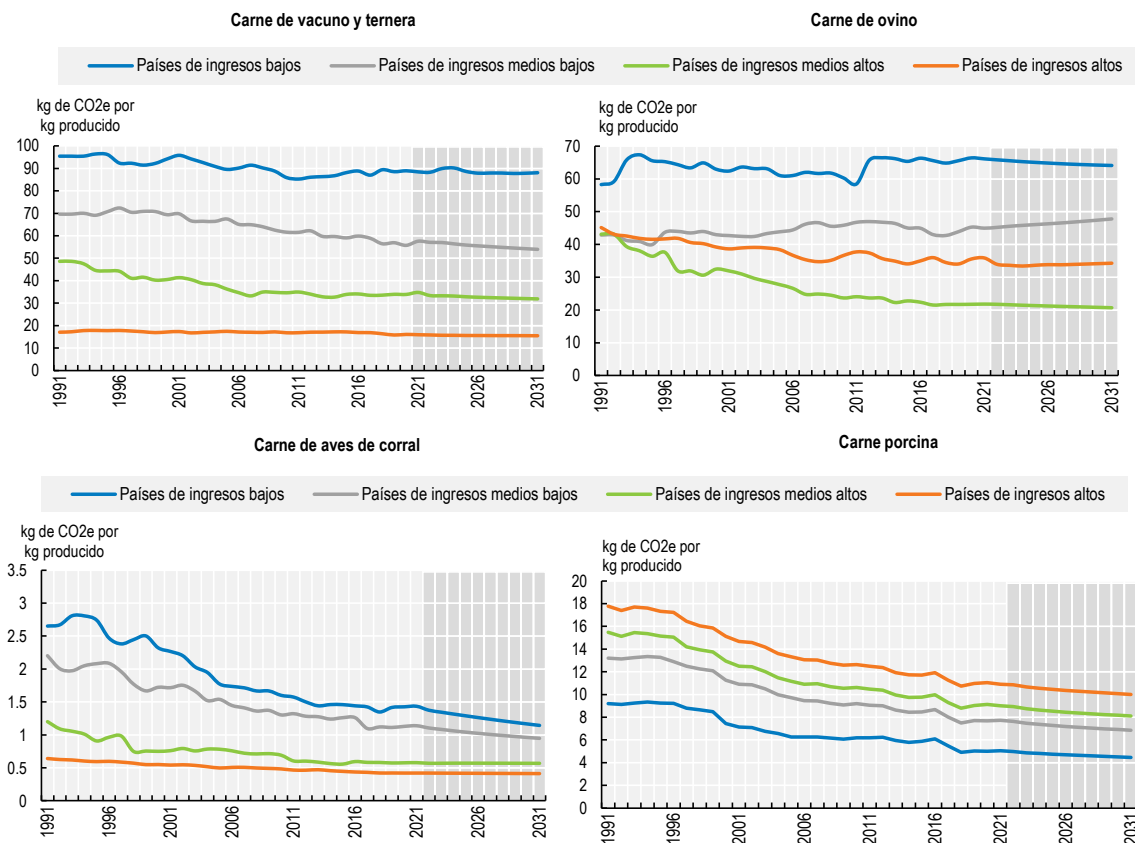 Carne de vacuno y ternera
Carne de ovino
Países de ingresos bajos Países de ingresos medios bajos Países de ingresos medios altos Países de ingresos altos
kg de CO2e por
kg producido
100
90
80
70
60
50
40
30
20
10
0
1991 1996 2001 2006 2011 2016 2021 2026 2031
kg de CO2e por
kg producido
70
60
50
40
30
20
10
0
1991 1996 2001 2006 2011 2016 2021 2026 2031
Carne de aves de corral
Carne porcina
Países de ingresos bajos Países de ingresos medios bajos Países de ingresos medios altos Países de ingresos altos
kg de CO2e por
kg producido
3.5
3
2.5
2
1.5
1
0.5
0
1991 1996 2001 2006 2011 2016 2021 2026 2031
kg de CO2e por
kg producido
20
18
16
14
12
10
8
6
4
2
0
1991 1996 2001 2006 2011 2016 2021 2026 2031